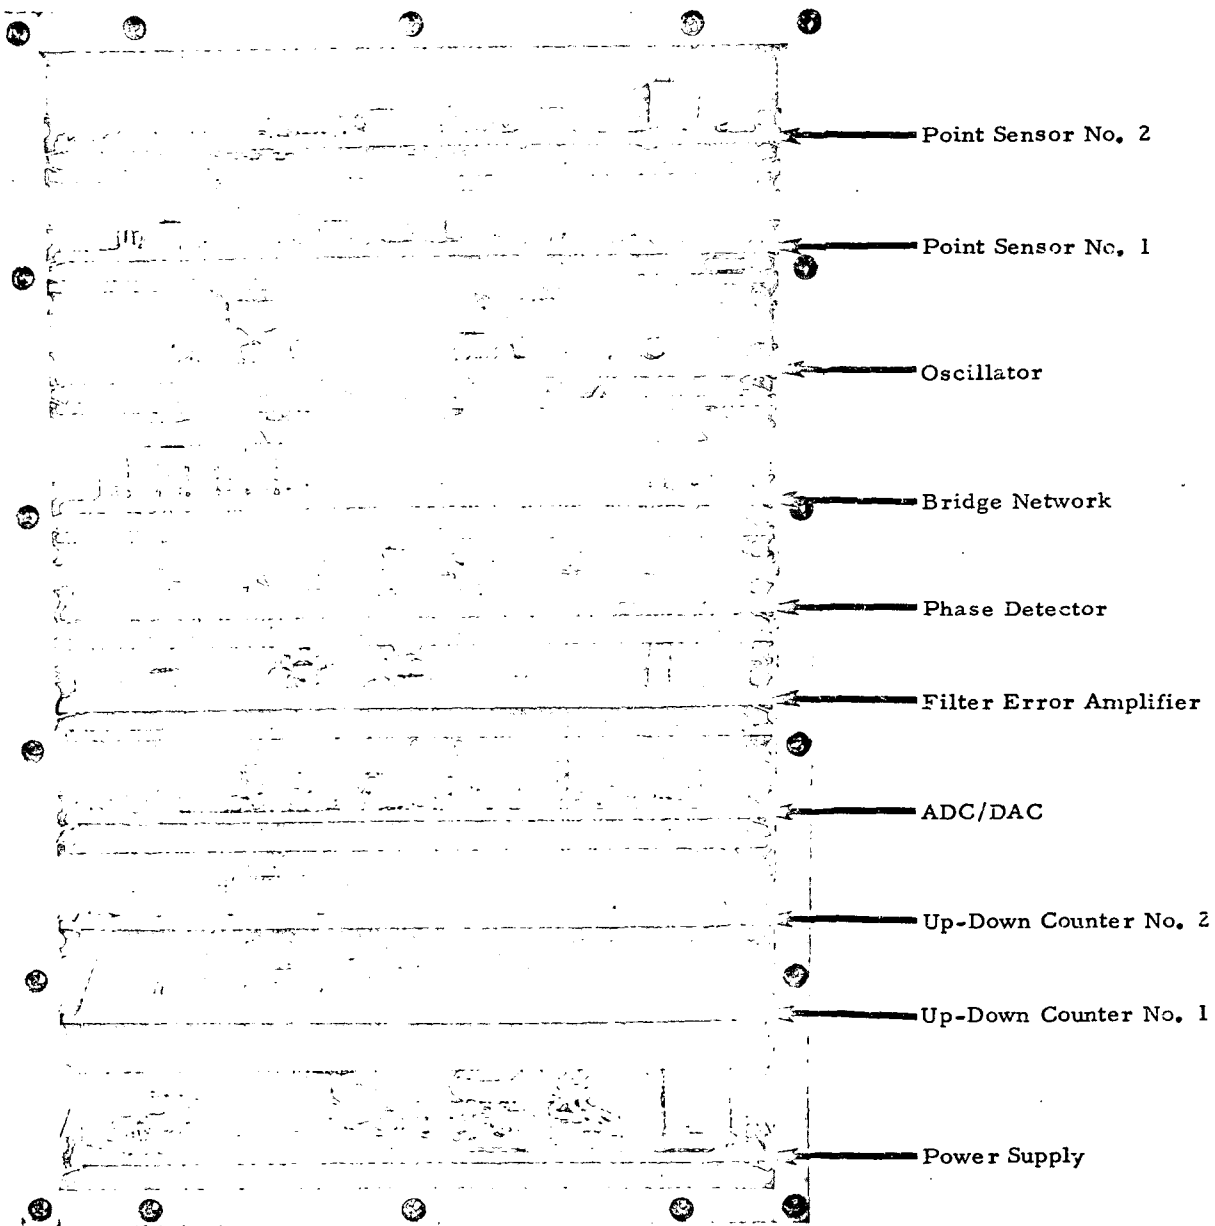 Point Sensor No. 2
Point Sensor No. 1
Oscillator
Bridge Network
Phase Detector
Filter Error Amplifier
ADC/DAC
Up-Down Counter No. 2
Up-Down Counter No. 1
Power Supply